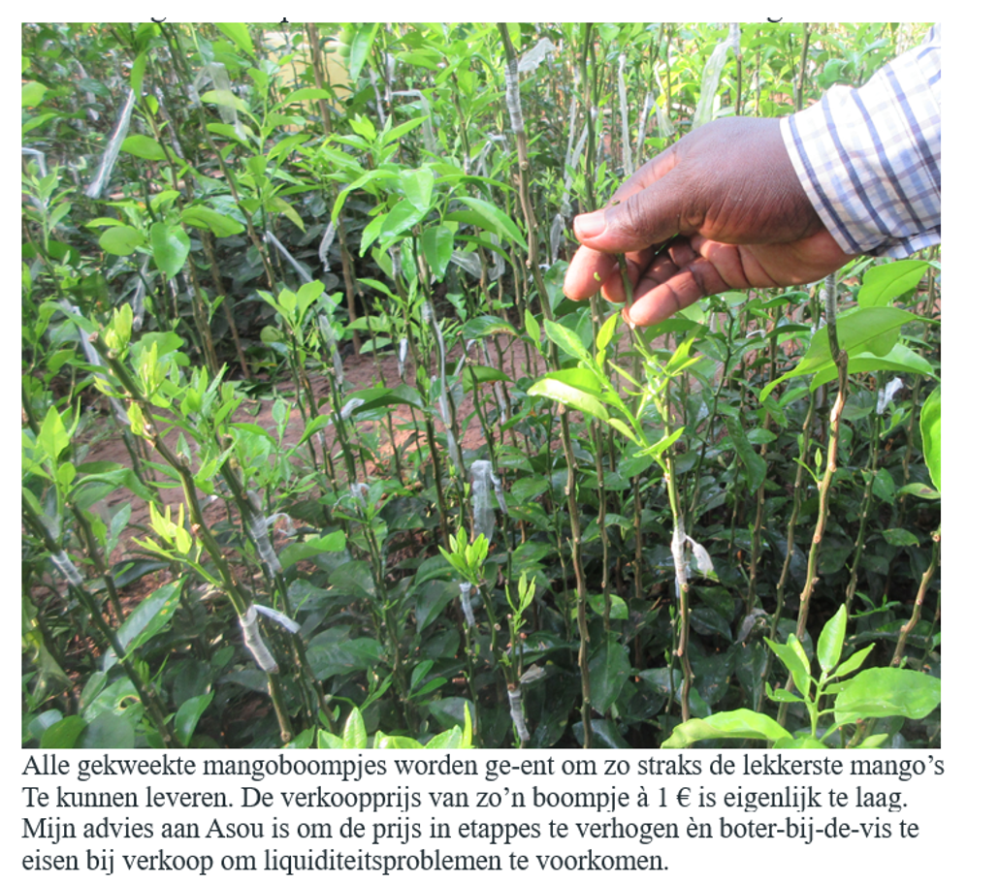 Alle gekweekte mangoboompjes worden ge-ent om zo straks de lekkerste mango’s
Te kunnen leveren. De verkoopprijs van zo’n boompje à 1 € is eigenlijk te laag.
Mijn advies aan Asou is om de prijs in etappes te verhogen èn boter-bij-de-vis te
eisen bij verkoop om liquiditeitsproblemen te voorkomen.